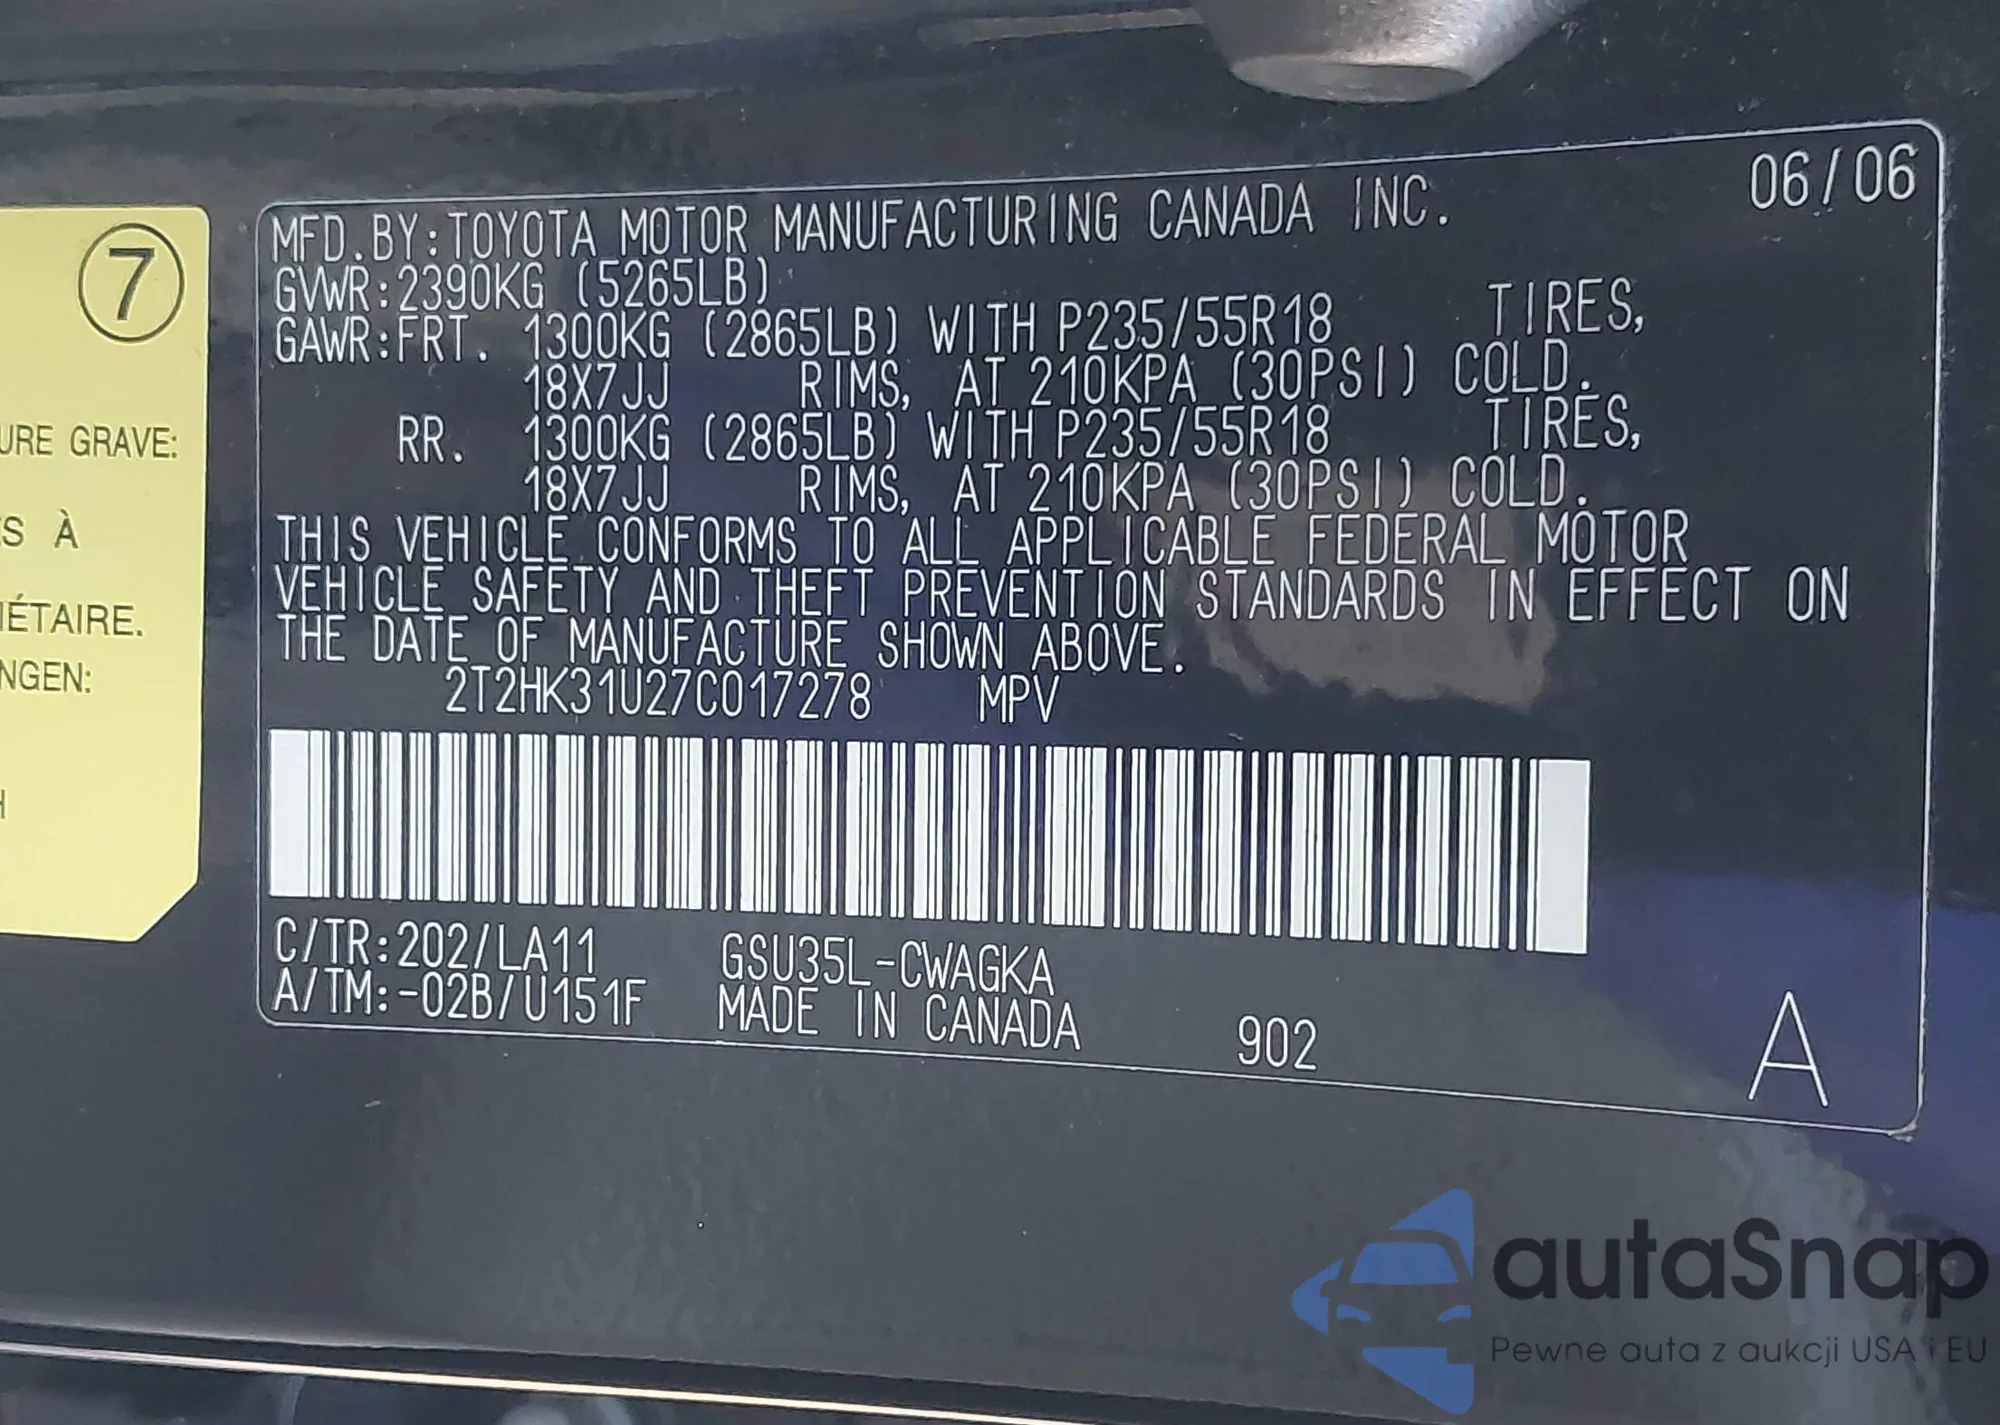 7
URE GRAVE:
S À
IÉTAIRE.
NGEN:
H
06/06
MFD.BY:TOYOTA MOTOR MANUFACTURING CANADA INC.
GVWR:2390KG (5265LB)
GAWR:FRT. 1300KG (2865LB) WITH P235/55R18 TIRES,
18X7JJ RIMS, AT 210KPA (30PSI) COLD.
RR. 1300KG (2865LB) WITH P235/55R18 TIRES,
18X7JJ RIMS, AT 210KPA (30PSI) COLD.
THIS VEHICLE CONFORMS TO ALL APPLICABLE FEDERAL MOTOR
VEHICLE SAFETY AND THEFT PREVENTION STANDARDS IN EFFECT ON
THE DATE OF MANUFACTURE SHOWN ABOVE.
2T2HK31U27C017278 MPV
C/TR:202/LA11 GSU35L-CWAGKA
A/TM:-02B/U151F MADE IN CANADA 902
A
autaSnap
Pewne auta z aukcji USA i EU